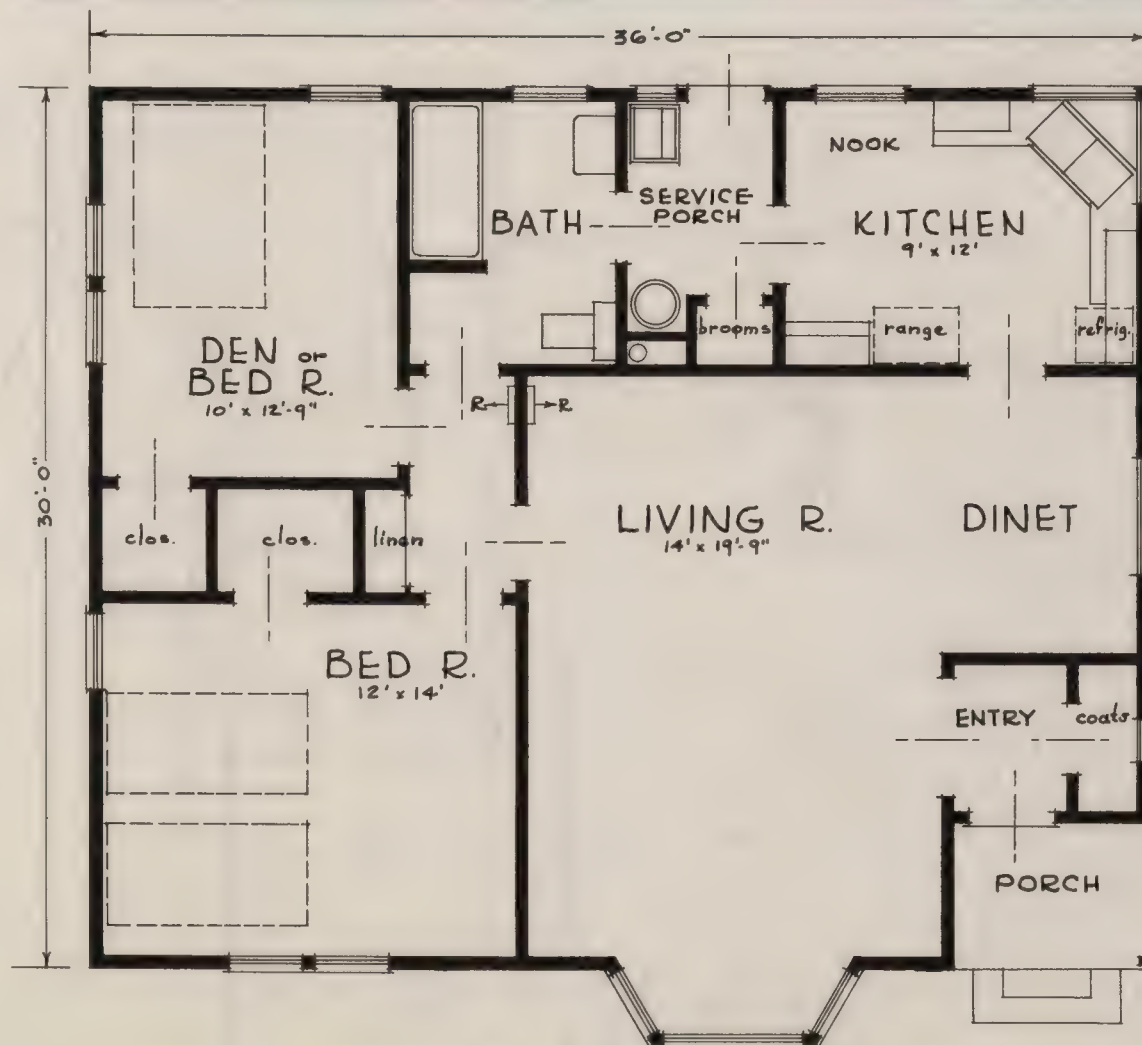 36'-0"
NOOK
SERVICE
PORCH
BATH
KITCHEN
9' x 12'
brooms
range
refrig.
DEN or
BED R.
10' x 12'-9"
R
R
30'-0"
LIVING R.
14' x 19'-9"
DINET
clos.
clos.
linen
BED R.
12' x 14'
ENTRY
coats
PORCH